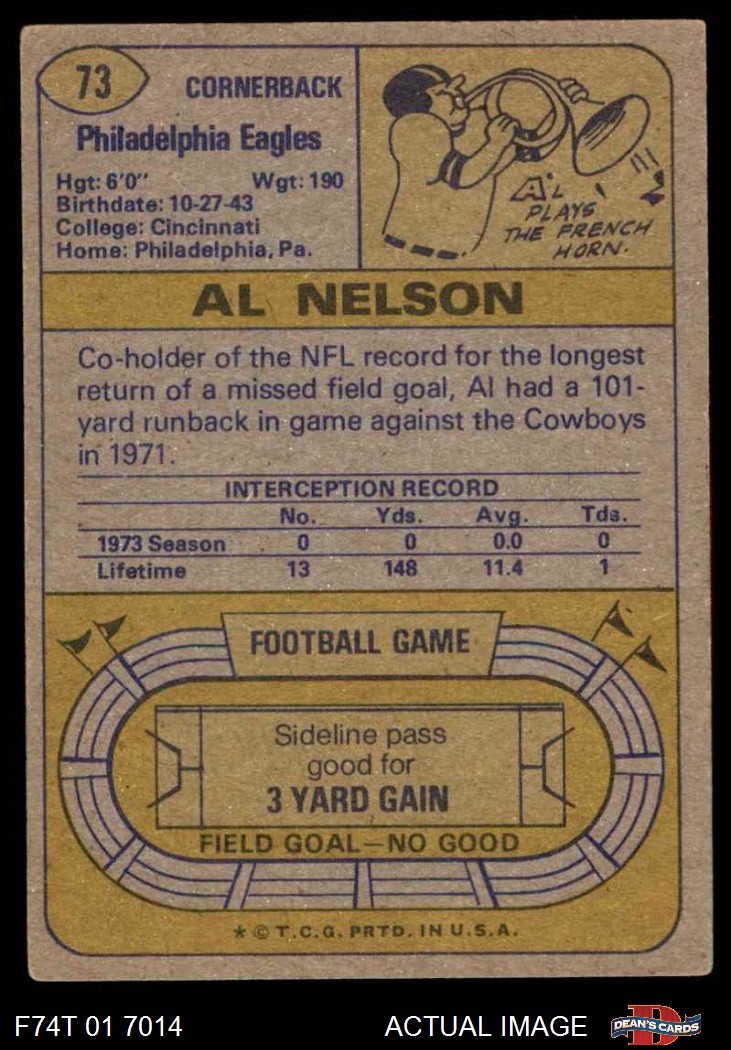 73
CORNERBACK
Philadelphia Eagles
Hgt: 6'0" Wgt: 190
Birthdate: 10-27-43
College: Cincinnati
Home: Philadelphia, Pa.
AL
PLAYS
THE FRENCH
HORN.
AL NELSON
Co-holder of the NFL record for the longest
return of a missed field goal, Al had a 101-
yard runback in game against the Cowboys
in 1971.
INTERCEPTION RECORD
No. Yds. Avg. Tds.
1973 Season 0 0 0.0 0
Lifetime 13 148 11.4 1
FOOTBALL GAME
Sideline pass
good for
3 YARD GAIN
FIELD GOAL—NO GOOD
* © T.C.G. PRTD. IN U.S.A.
F74T 01 7014 ACTUAL IMAGE
D
DEAN'S CARDS